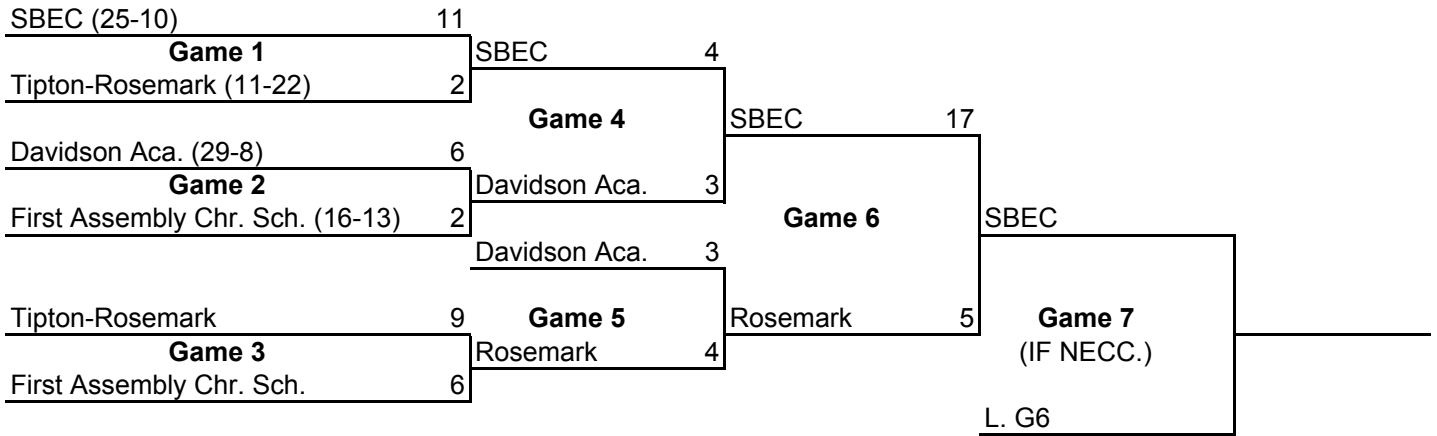 SBEC (25-10) 11
Game 1
SBEC 4
Tipton-Rosemark (11-22) 2
Game 4
SBEC 17
Davidson Aca. (29-8) 6
Game 2
Davidson Aca. 3
First Assembly Chr. Sch. (16-13) 2
Game 6
SBEC
Davidson Aca. 3
Tipton-Rosemark 9
Game 5
Rosemark 5
Game 7
Game 3
Rosemark 4
(IF NECC.)
First Assembly Chr. Sch. 6
L. G6